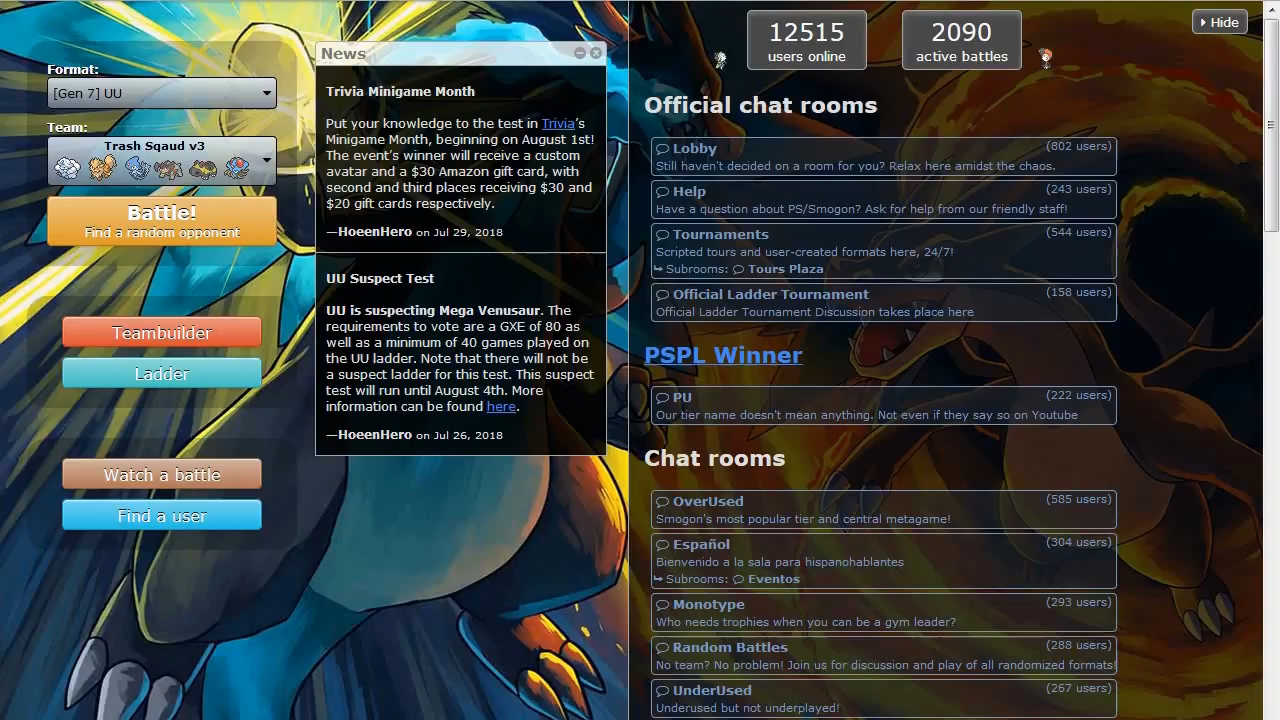 Format:
[Gen 7] UU
Team:
Trash Sqaud v3
Battle!
Find a random opponent
Teambuilder
Ladder
Watch a battle
Find a user
News
Trivia Minigame Month
Put your knowledge to the test in Trivia's
Minigame Month, beginning on August 1st!
The event's winner will receive a custom
avatar and a $30 Amazon gift card, with
second and third places receiving $30 and
$20 gift cards respectively.
—HoeenHero on Jul 29, 2018
UU Suspect Test
UU is suspecting Mega Venusaur. The
requirements to vote are a GXE of 80 as
well as a minimum of 40 games played on
the UU ladder. Note that there will not be
a suspect ladder for this test. This suspect
test will run until August 4th. More
information can be found here.
—HoeenHero on Jul 26, 2018
12515
users online
2090
active battles
Hide
Official chat rooms
Lobby (802 users)
Still haven't decided on a room for you? Relax here amidst the chaos.
Help (243 users)
Have a question about PS/Smogon? Ask for help from our friendly staff!
Tournaments (544 users)
Scripted tours and user-created formats here, 24/7!
Subrooms: Tours Plaza
Official Ladder Tournament (158 users)
Official Ladder Tournament Discussion takes place here
PSPL Winner
PU (222 users)
Our tier name doesn't mean anything. Not even if they say so on Youtube
Chat rooms
OverUsed (585 users)
Smogon's most popular tier and central metagame!
Español (304 users)
Bienvenido a la sala para hispanohablantes
Subrooms: Eventos
Monotype (293 users)
Who needs trophies when you can be a gym leader?
Random Battles (288 users)
No team? No problem! Join us for discussion and play of all randomized formats!
UnderUsed (267 users)
Underused but not underplayed!